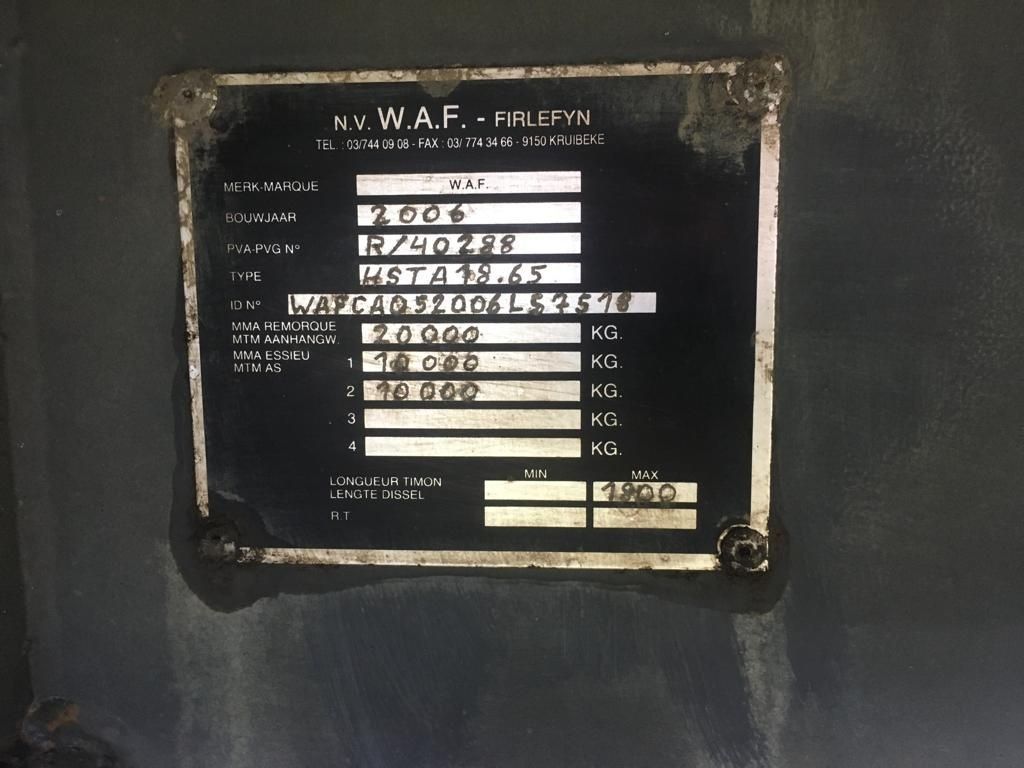 N.V. W.A.F. - FIRLEFYN
TEL. : 03/744 09 08 - FAX : 03/ 774 34 66 - 9150 KRUIBEKE
MERK-MARQUE W.A.F.
BOUWJAAR 2006
PVA-PVG N° R/40288
TYPE HSTA18.65
ID N°
MMA REMORQUE
MTM AANHANGW. 20000 KG.
MMA ESSIEU
MTM AS 1 10000 KG.
2 10000 KG.
3 KG.
4 KG.
MIN MAX
LONGUEUR TIMON
LENGTE DISSEL 1800
R.T